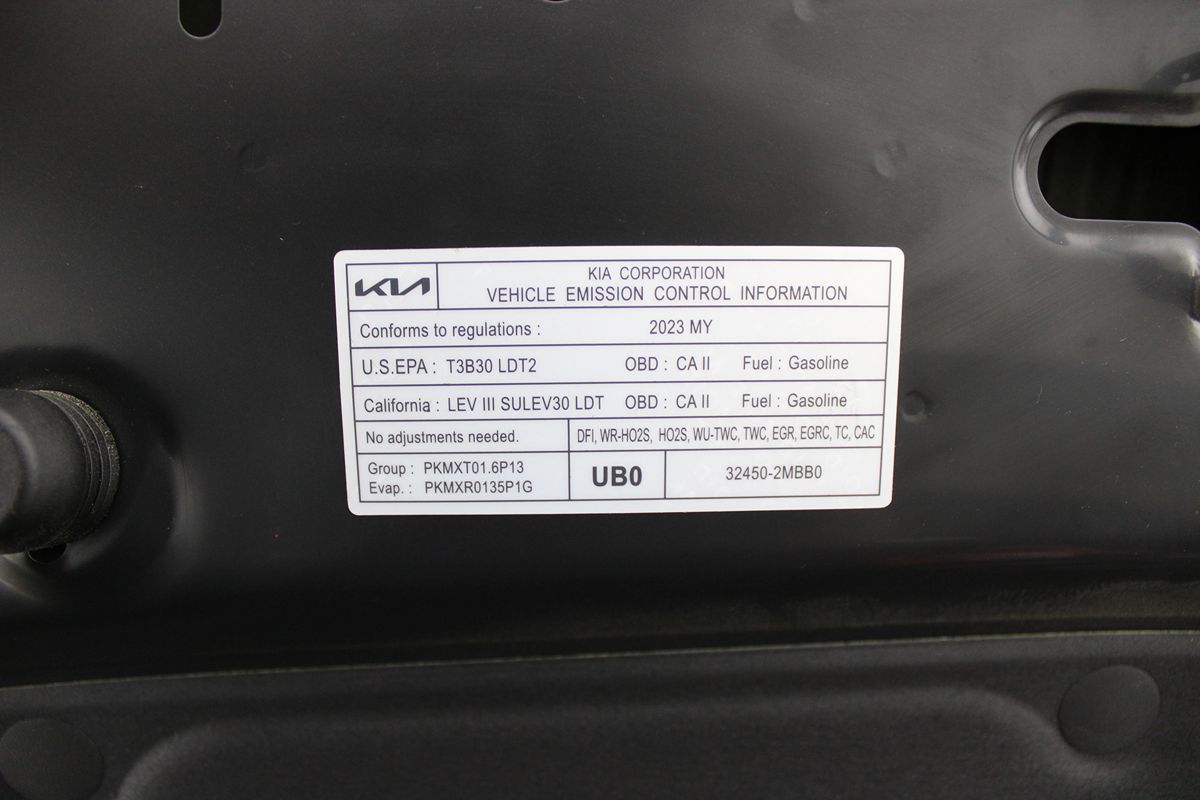 KIA
KIA CORPORATION
VEHICLE EMISSION CONTROL INFORMATION
Conforms to regulations : 2023 MY
U.S.EPA : T3B30 LDT2 OBD : CA II Fuel : Gasoline
California : LEV III SULEV30 LDT OBD : CA II Fuel : Gasoline
No adjustments needed. DFI, WR-HO2S, HO2S, WU-TWC, TWC, EGR, EGRC, TC, CAC
Group : PKMXT01.6P13
Evap. : PKMXR0135P1G
UB0
32450-2MBB0